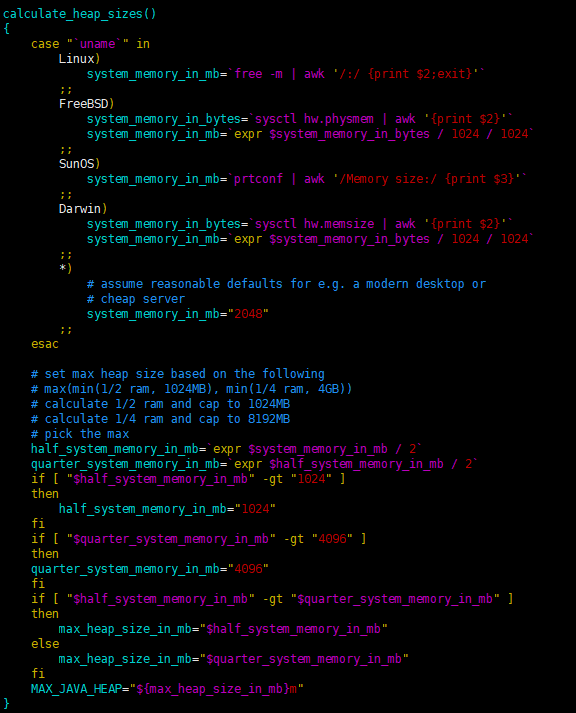 calculate_heap_sizes()
{
    case "`uname`" in
        Linux)
            system_memory_in_mb=`free -m | awk '/:/ {print $2;exit}'`
        ;;
        FreeBSD)
            system_memory_in_bytes=`sysctl hw.physmem | awk '{print $2}'`
            system_memory_in_mb=`expr $system_memory_in_bytes / 1024 / 1024`
        ;;
        SunOS)
            system_memory_in_mb=`prtconf | awk '/Memory size:/ {print $3}'`
        ;;
        Darwin)
            system_memory_in_bytes=`sysctl hw.memsize | awk '{print $2}'`
            system_memory_in_mb=`expr $system_memory_in_bytes / 1024 / 1024`
        ;;
        *)
            # assume reasonable defaults for e.g. a modern desktop or
            # cheap server
            system_memory_in_mb="2048"
        ;;
    esac

    # set max heap size based on the following
    # max(min(1/2 ram, 1024MB), min(1/4 ram, 4GB))
    # calculate 1/2 ram and cap to 1024MB
    # calculate 1/4 ram and cap to 8192MB
    # pick the max
    half_system_memory_in_mb=`expr $system_memory_in_mb / 2`
    quarter_system_memory_in_mb=`expr $half_system_memory_in_mb / 2`
    if [ "$half_system_memory_in_mb" -gt "1024" ]
    then
        half_system_memory_in_mb="1024"
    fi
    if [ "$quarter_system_memory_in_mb" -gt "4096" ]
    then
    quarter_system_memory_in_mb="4096"
    fi
    if [ "$half_system_memory_in_mb" -gt "$quarter_system_memory_in_mb" ]
    then
        max_heap_size_in_mb="$half_system_memory_in_mb"
    else
        max_heap_size_in_mb="$quarter_system_memory_in_mb"
    fi
    MAX_JAVA_HEAP="${max_heap_size_in_mb}m"
}